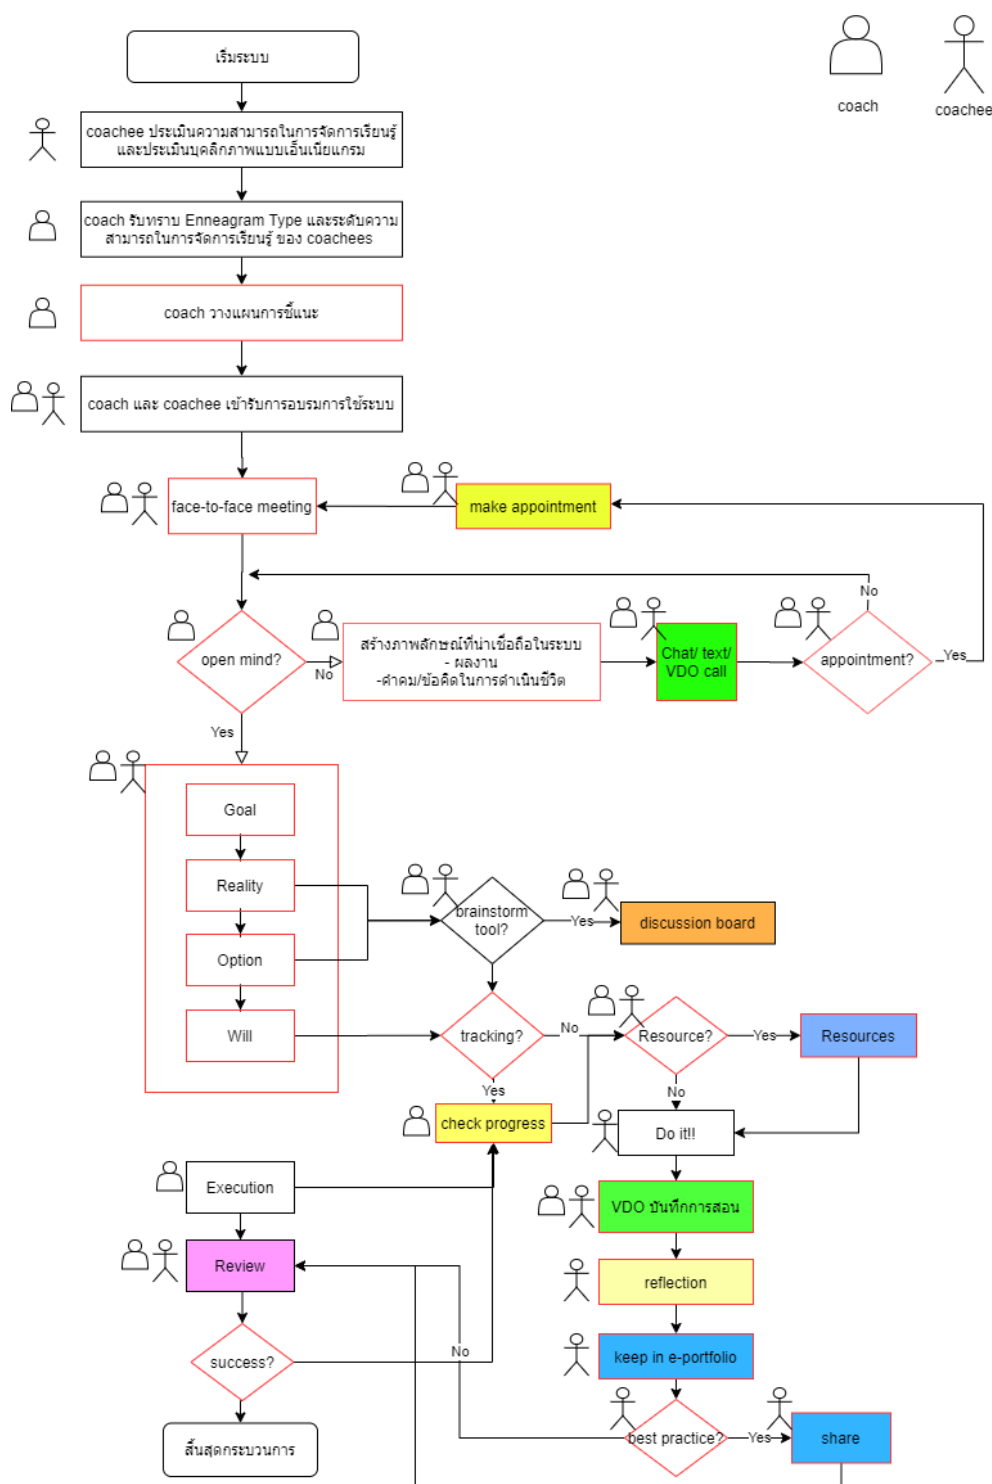 เริ่มระบบ
coach
coachee
coachee ประเมินความสามารถในการจัดการเรียนรู้
และประเมินบุคลิกภาพแบบเอ็นเนียแกรม
coach รับทราบ Enneagram Type และระดับความ
สามารถในการจัดการเรียนรู้ ของ coachees
coach วางแผนการชี้แนะ
coach และ coachee เข้ารับการอบรมการใช้ระบบ
face-to-face meeting
make appointment
No
open mind?
No
สร้างภาพลักษณ์ที่น่าเชื่อถือในระบบ
- ผลงาน
-คำคม/ข้อคิดในการดำเนินชีวิต
Chat/ text/
VDO call
appointment?
Yes
Yes
Goal
Reality
brainstorm
tool?
Yes
discussion board
Option
Will
tracking?
No
Resource?
Yes
Resources
Yes
No
check progress
Do it!!
Execution
VDO บันทึกการสอน
Review
reflection
success?
No
keep in e-portfolio
สิ้นสุดกระบวนการ
best practice?
Yes
share